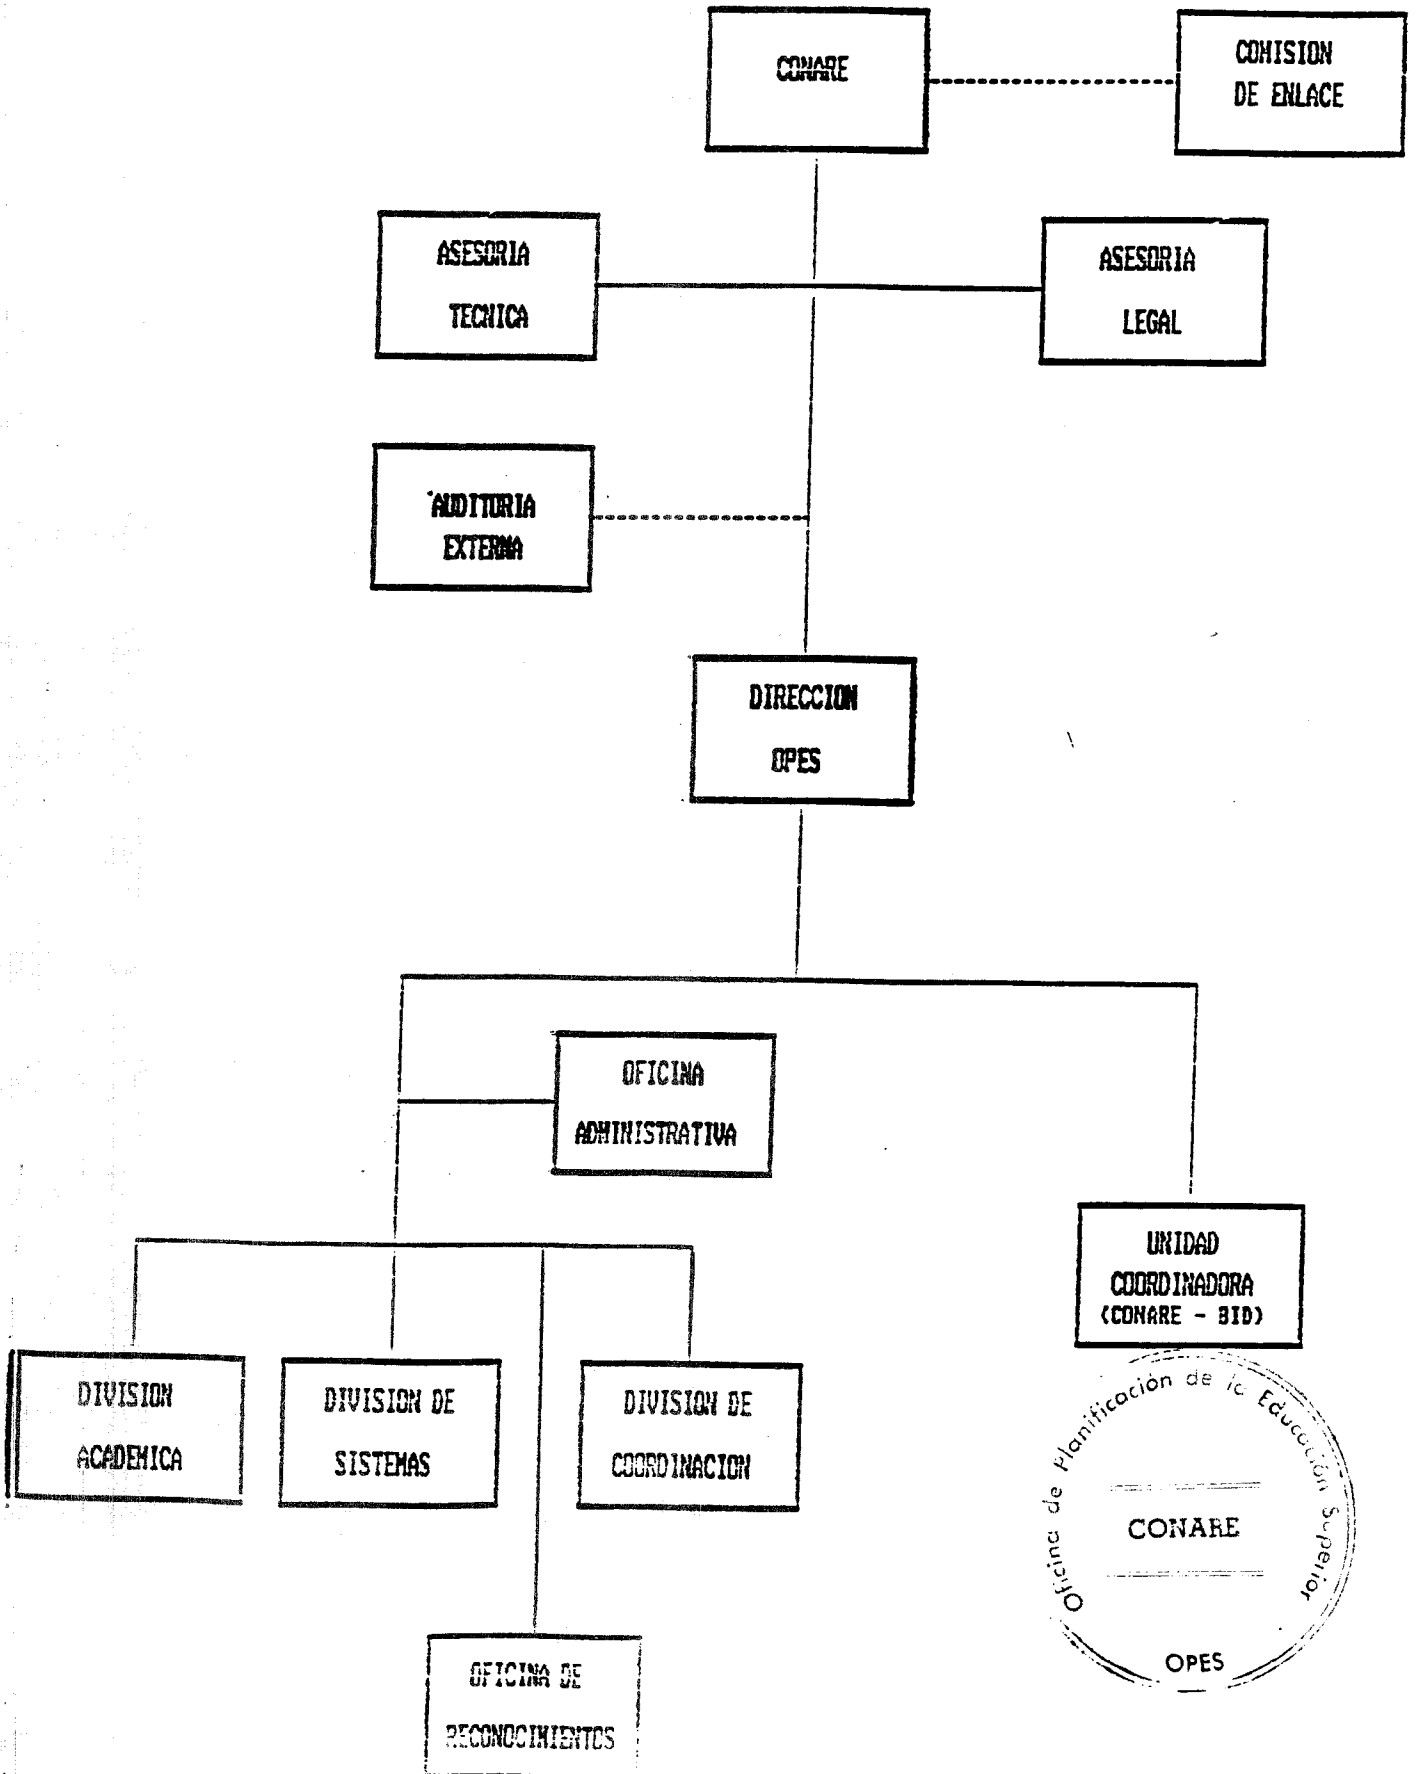 CONARE
COMISION
DE ENLACE
ASESORIA
TECNICA
ASESORIA
LEGAL
AUDITORIA
EXTERNA
DIRECCION
OPES
OFICINA
ADMINISTRATIVA
UNIDAD
COORDINADORA
(CONARE - BID)
DIVISION
ACADEMICA
DIVISION DE
SISTEMAS
DIVISION DE
COORDINACION
OFICINA DE
RECONOCIMIENTOS
Oficina de Planificación de la Educación Superior
CONARE
OPES